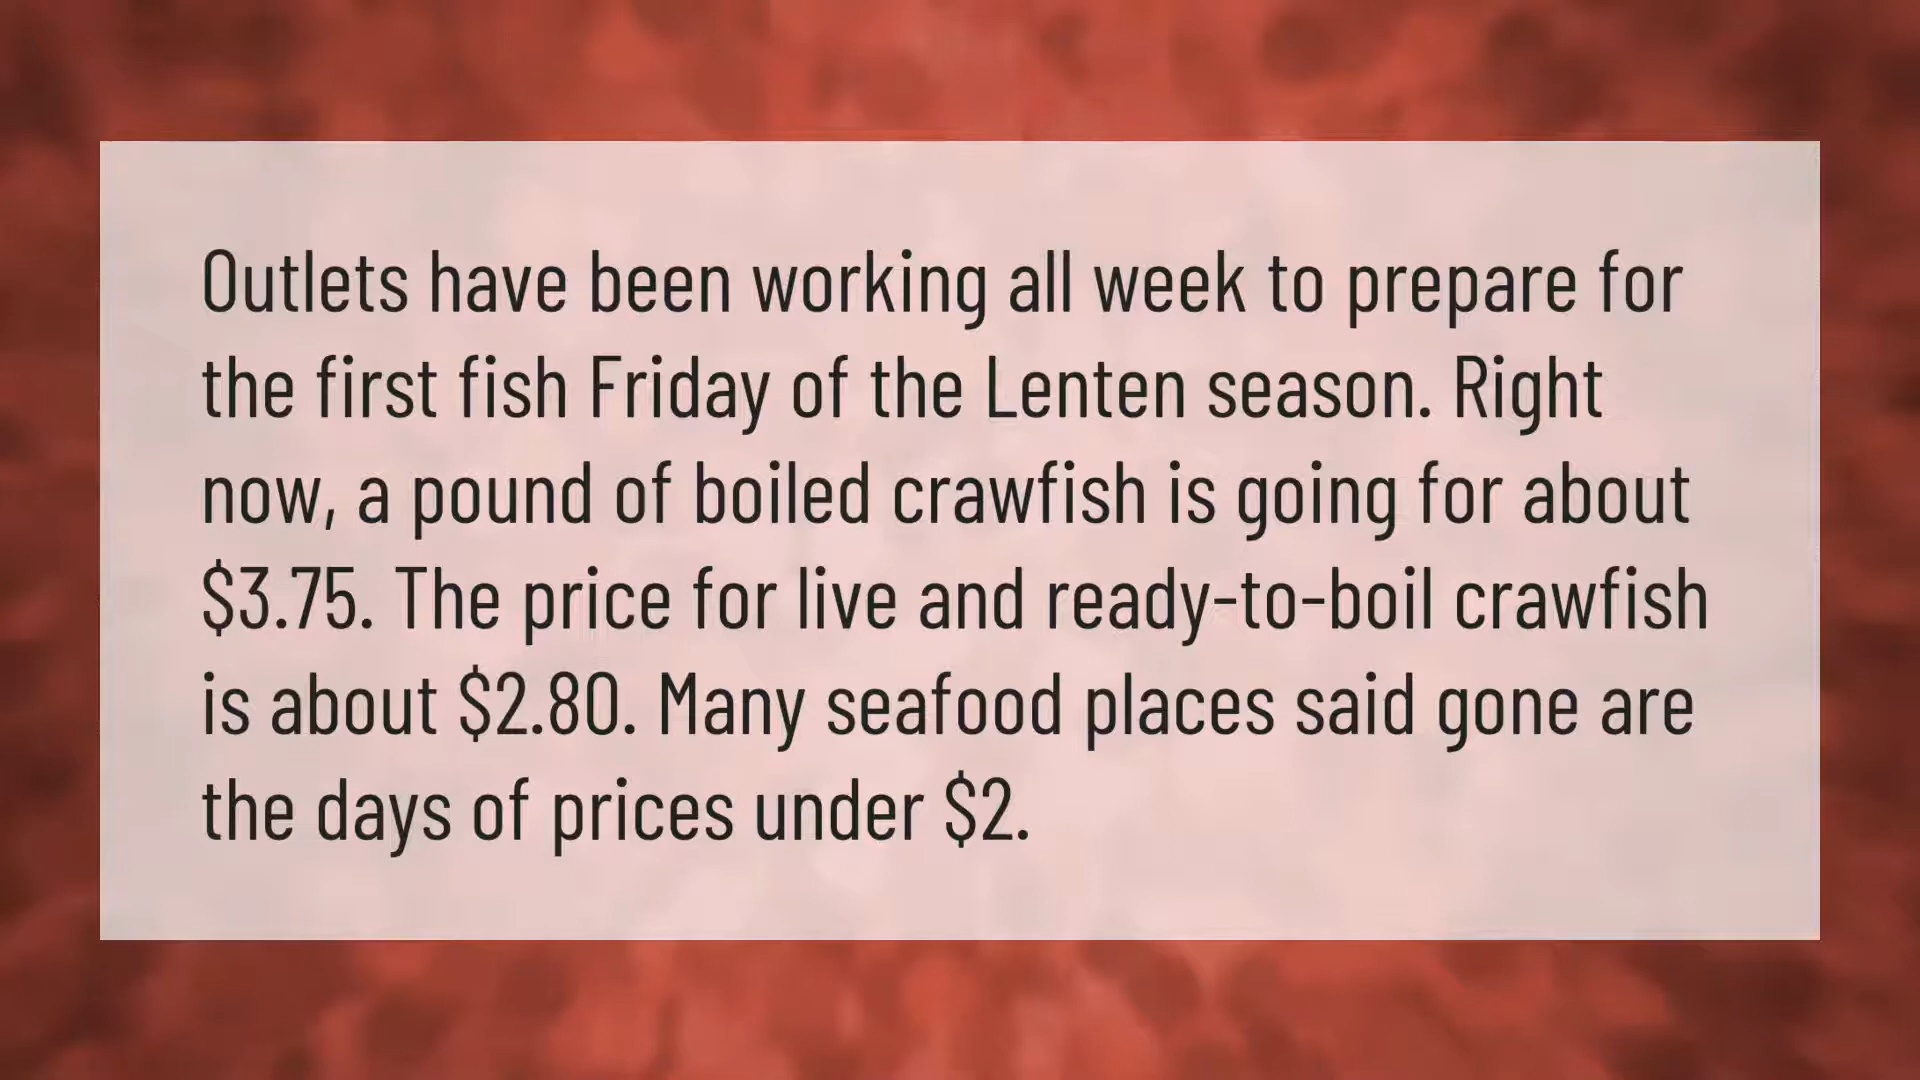 Outlets have been working all week to prepare for
the first fish Friday of the Lenten season. Right
now, a pound of boiled crawfish is going for about
$3.75. The price for live and ready-to-boil crawfish
is about $2.80. Many seafood places said gone are
the days of prices under $2.